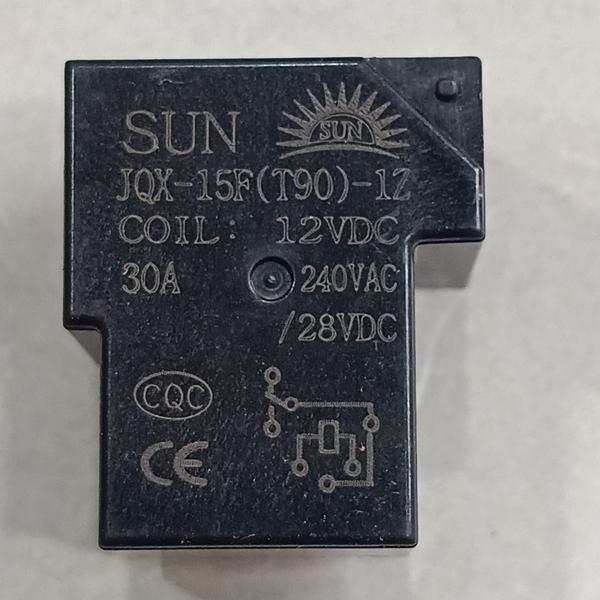 SUN
SUN
JQX-15F(T90)-1Z
COIL: 12VDC
30A 240VAC
/28VDC
CQC
CE